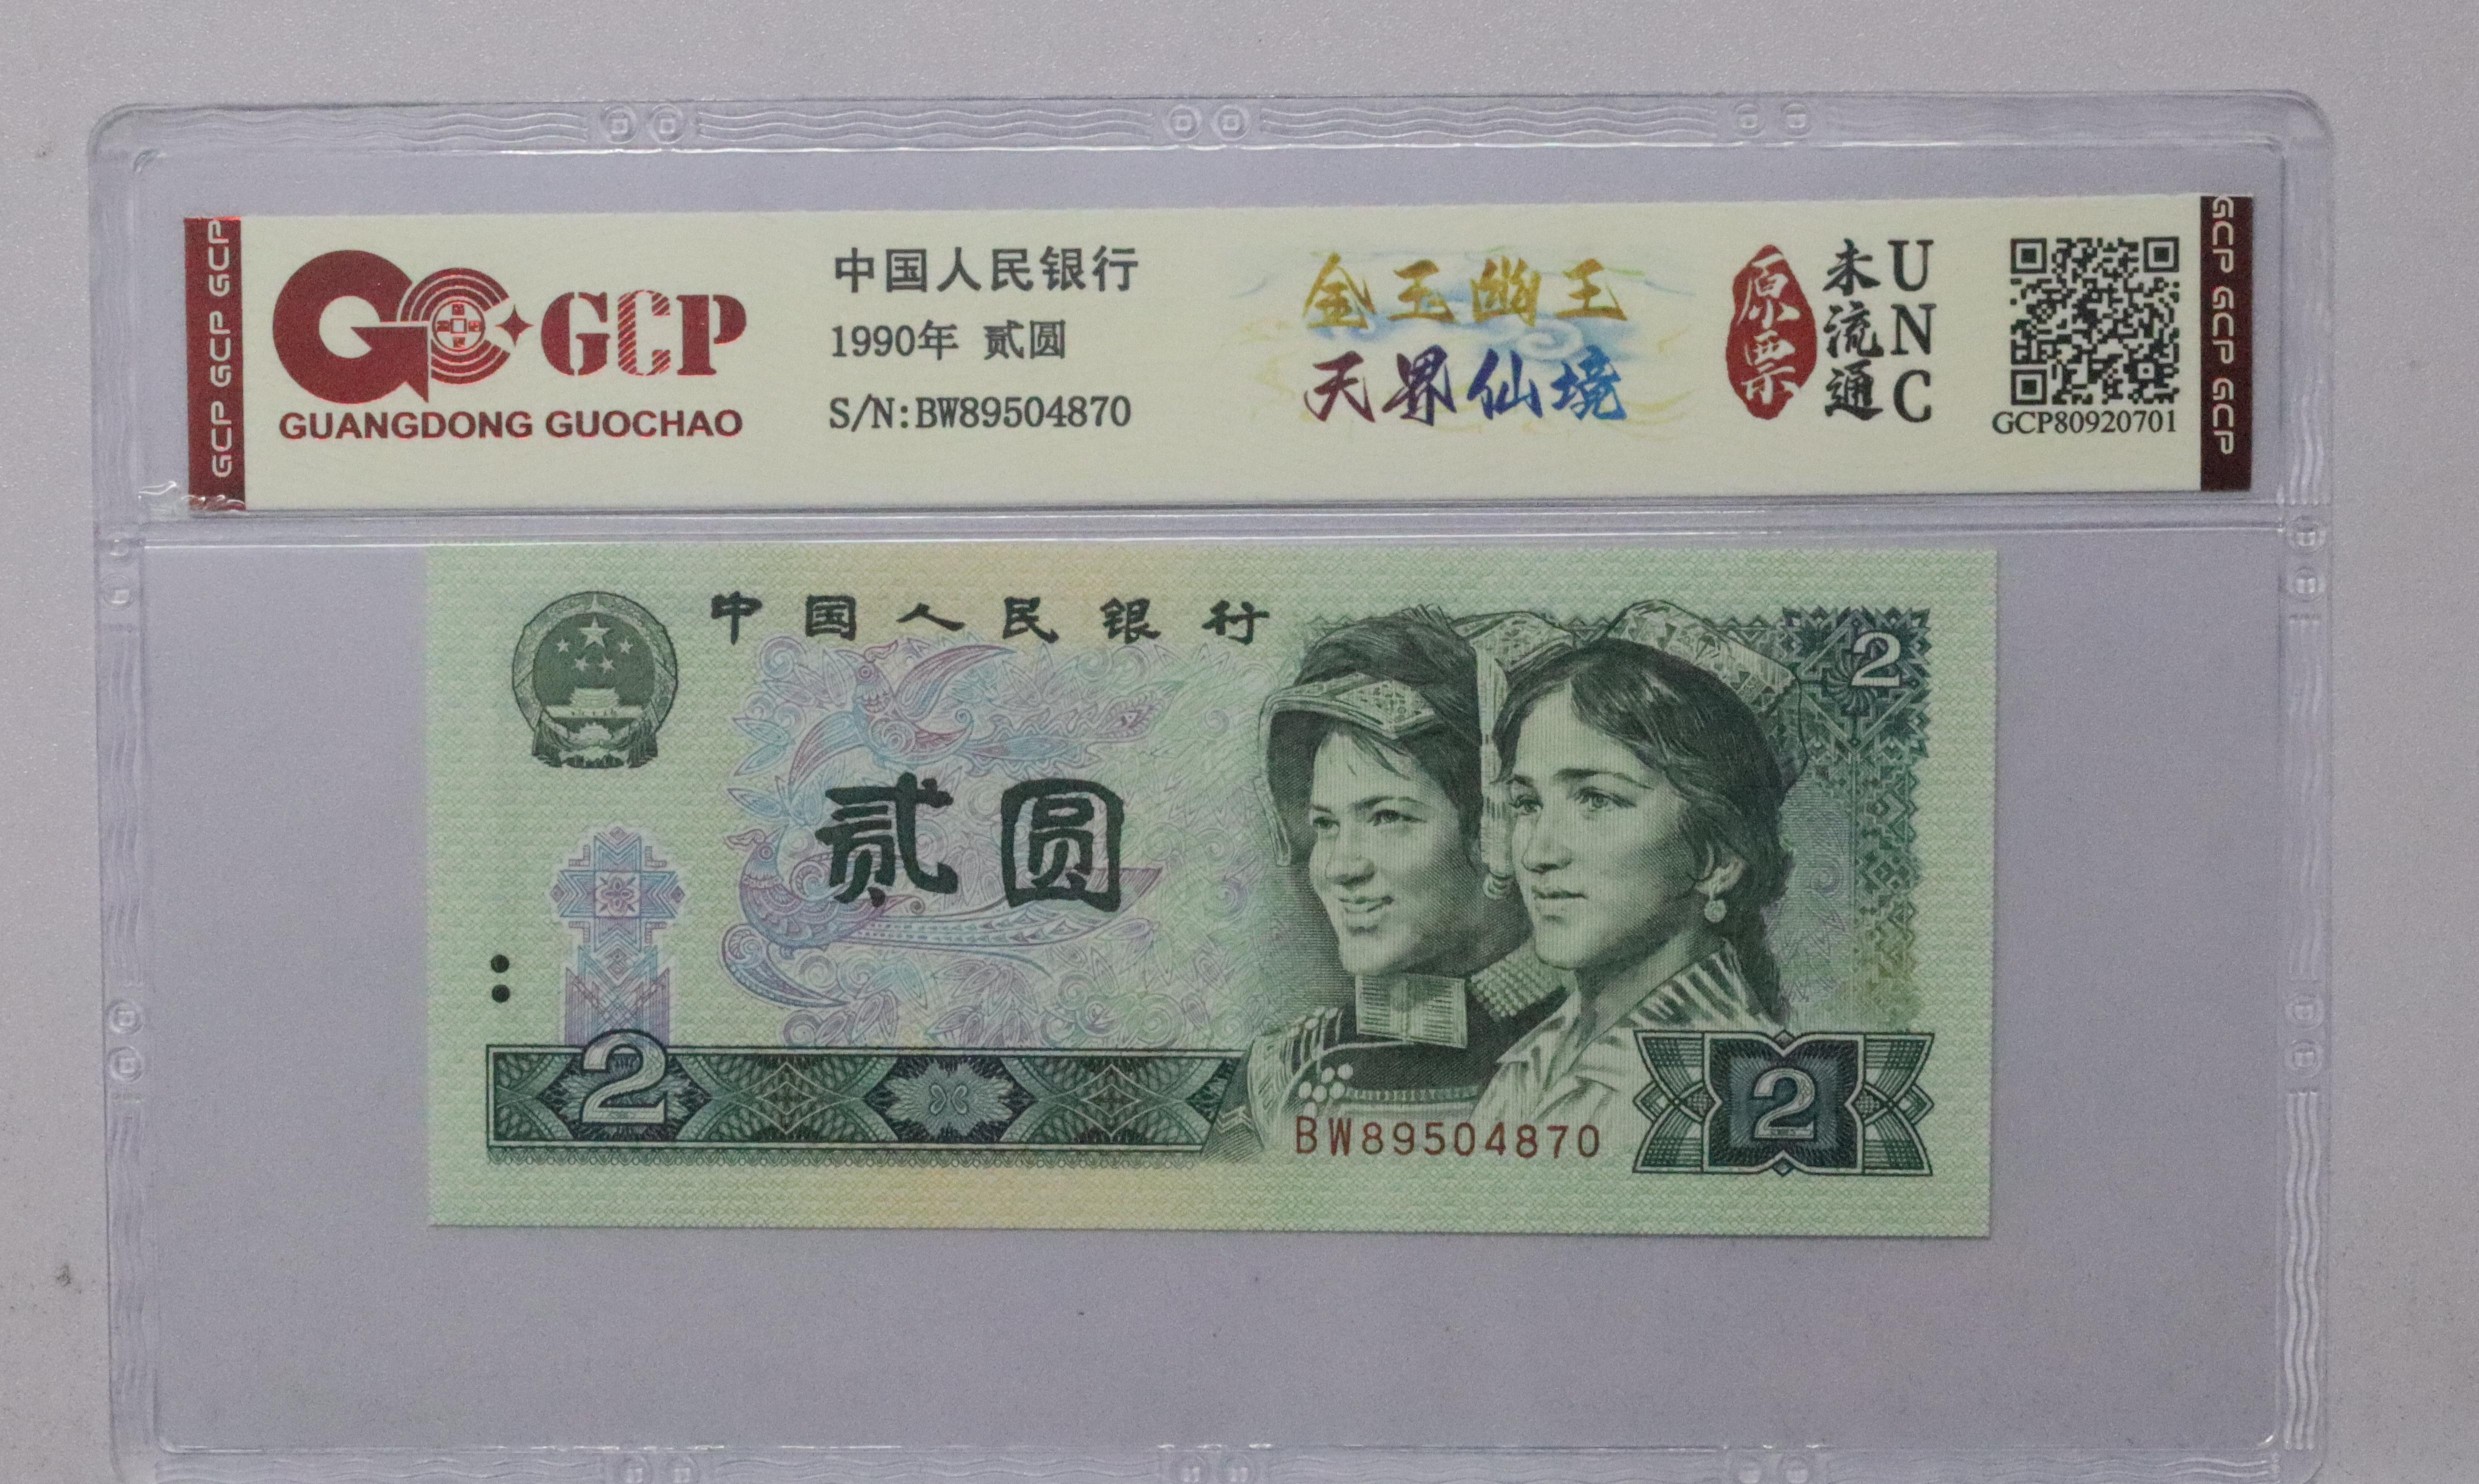 GCP GCP GCP
GCP
GUANGDONG GUOCHAO
中国人民银行
1990年 贰圆
S/N:BW89504870
金玉幽王
天界仙境
原票
未流通
UNC
GCP80920701
GCP GCP GCP
中国人民银行
2
贰圆
2
BW89504870
2